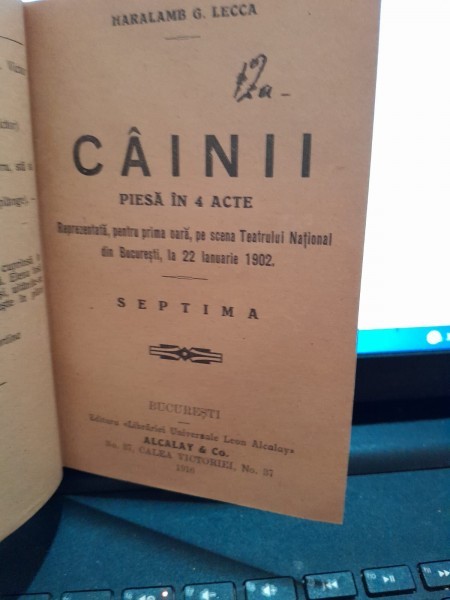 HARALAMB G. LECCA
CÂINII
PIESĂ ÎN 4 ACTE
Reprezentată, pentru prima oară, pe scena Teatrului Național
din București, la 22 Ianuarie 1902.
SEPTIMA
BUCUREȘTI
Editura «Librăriei Universale Leon Alcalay»
ALCALAY & Co.
No. 37, CALEA VICTORIEI, No. 37